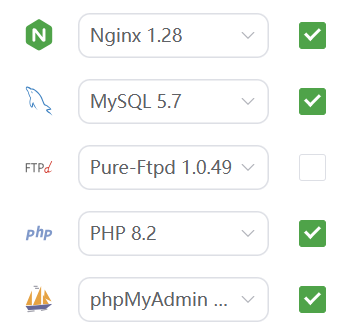 N
Nginx 1.28
MySQL 5.7
FTPd
Pure-Ftpd 1.0.49
php
PHP 8.2
phpMyAdmin ...